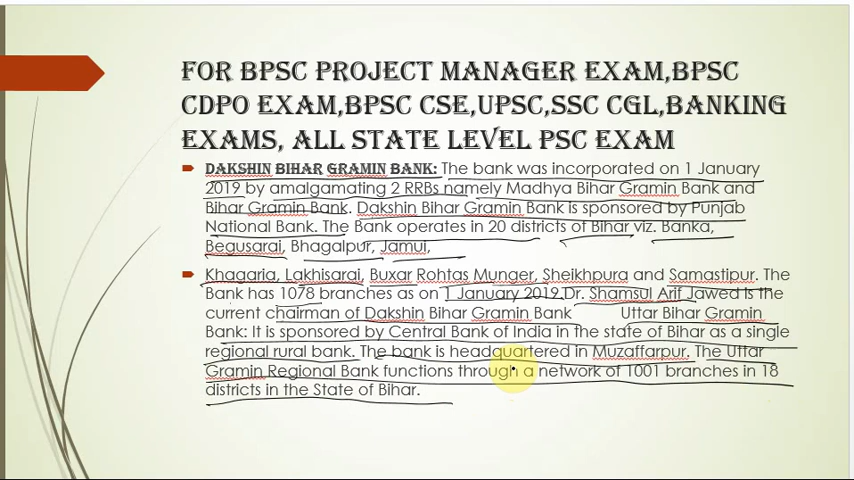 FOR BPSC PROJECT MANAGER EXAM,BPSC
CDPO EXAM,BPSC CSE,UPSC,SSC CGL,BANKING
EXAMS, ALL STATE LEVEL PSC EXAM
DAKSHIN BIHAR GRAMIN BANK: The bank was incorporated on 1 January
2019 by amalgamating 2 RRBs namely Madhya Bihar Gramin Bank and
Bihar Gramin Bank. Dakshin Bihar Gramin Bank is sponsored by Punjab
National Bank. The Bank operates in 20 districts of Bihar viz. Banka,
Begusarai, Bhagalpur, Jamui,
Khagaria, Lakhisarai, Buxar Rohtas Munger, Sheikhpura and Samastipur. The
Bank has 1078 branches as on 1 January 2019.Dr. Shamsul Arif Jawed is the
current chairman of Dakshin Bihar Gramin Bank Uttar Bihar Gramin
Bank: It is sponsored by Central Bank of India in the state of Bihar as a single
regional rural bank. The bank is headquartered in Muzaffarpur. The Uttar
Gramin Regional Bank functions through a network of 1001 branches in 18
districts in the State of Bihar.